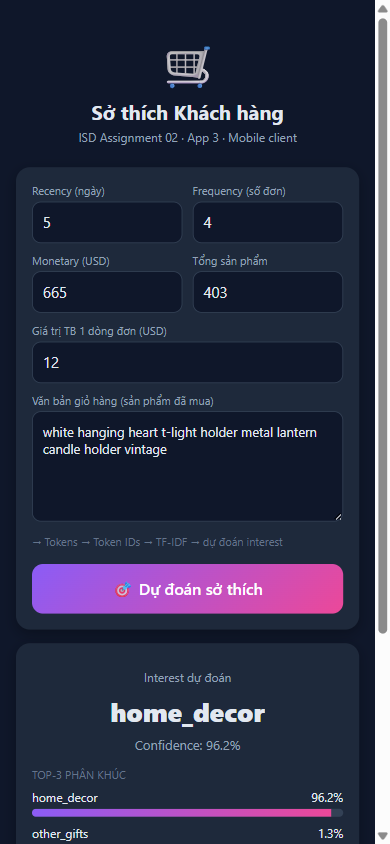 Sở thích Khách hàng
ISD Assignment 02 · App 3 · Mobile client
Recency (ngày)
Frequency (số đơn)
5
4
Monetary (USD)
Tổng sản phẩm
665
403
Giá trị TB 1 dòng đơn (USD)
12
Văn bản giỏ hàng (sản phẩm đã mua)
white hanging heart t-light holder metal lantern
candle holder vintage
→ Tokens → Token IDs → TF-IDF → dự đoán interest
🎯 Dự đoán sở thích
Interest dự đoán
home_decor
Confidence: 96.2%
TOP-3 PHÂN KHÚC
home_decor 96.2%
other_gifts 1.3%